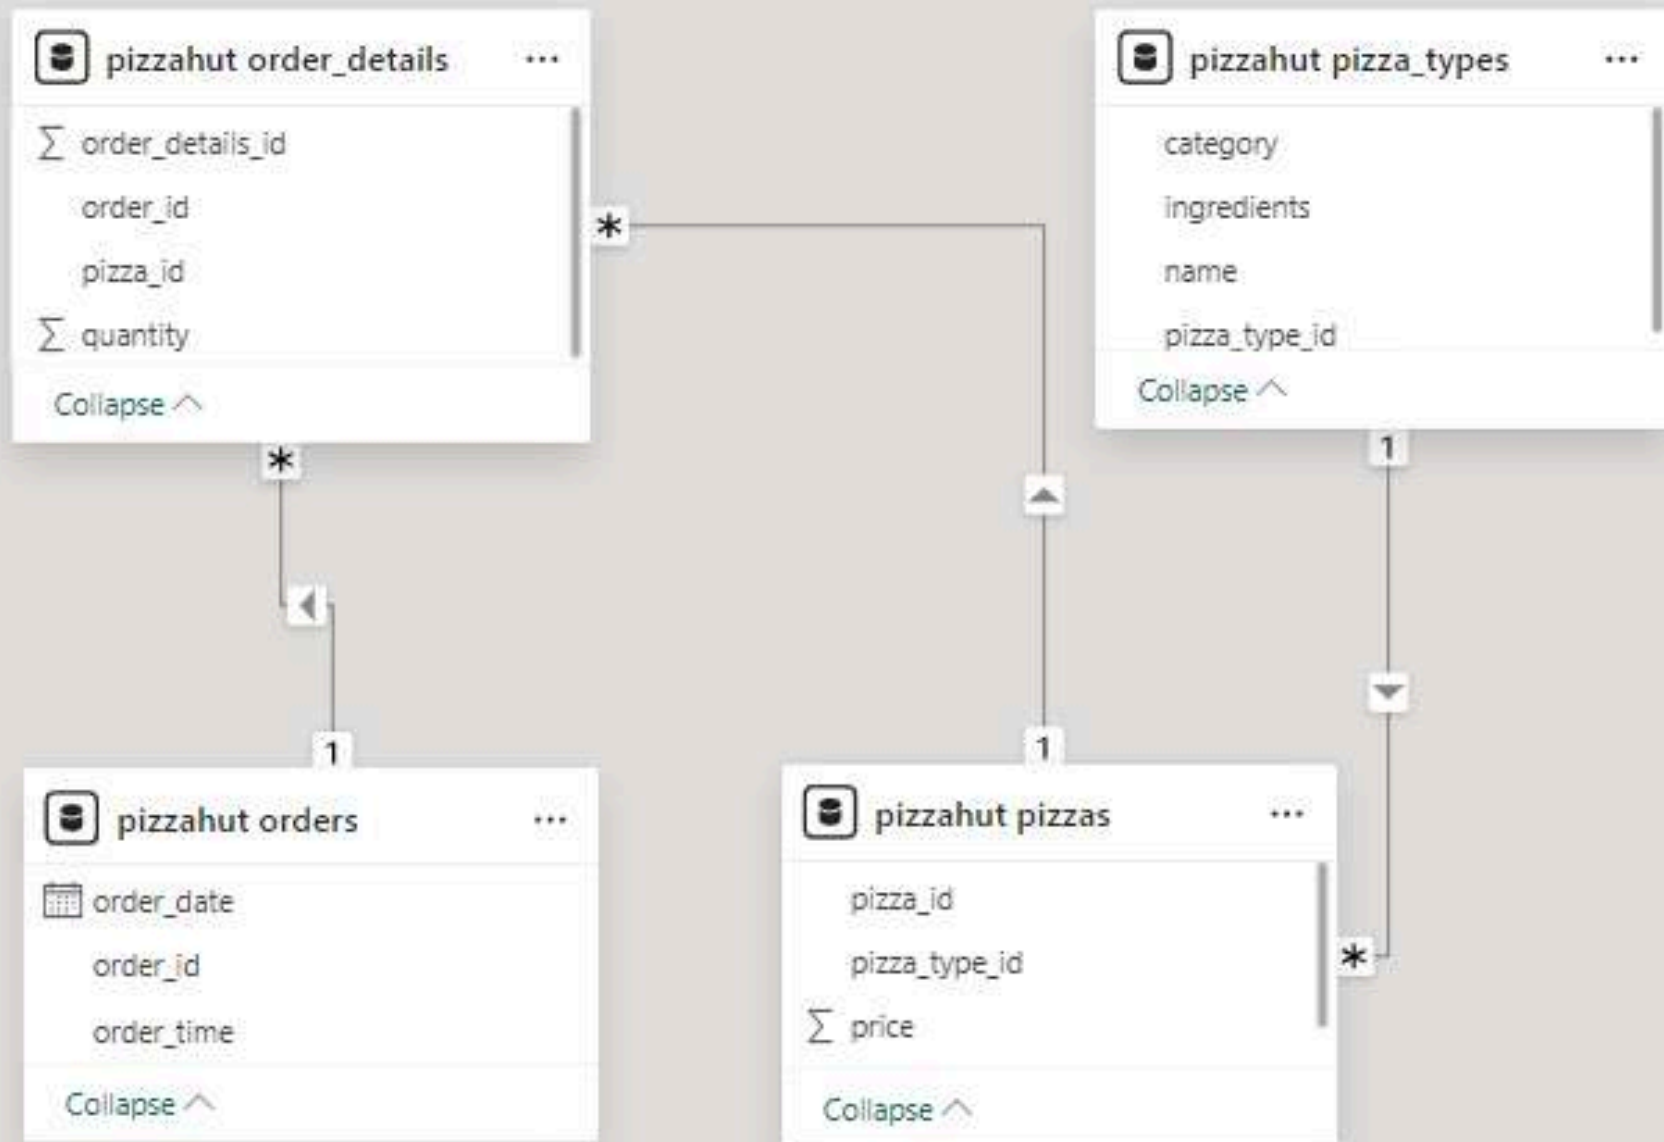 pizzahut order_details
Σ order_details_id
order_id
pizza_id
Σ quantity
Collapse
*
*
1
pizzahut pizza_types
category
ingredients
name
pizza_type_id
Collapse
1
*
1
pizzahut orders
order_date
order_id
order_time
Collapse
pizzahut pizzas
pizza_id
pizza_type_id
Σ price
Collapse